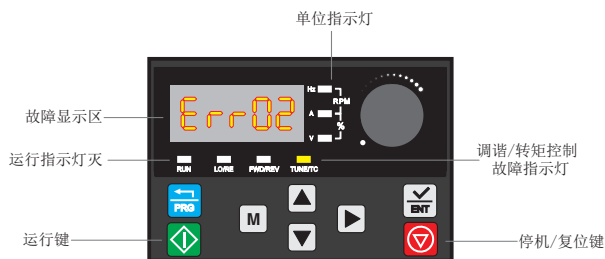 单位指示灯
Hz
RPM
A
%
V
Err02
故障显示区
运行指示灯灭
RUN
LO/RE
FWD/REV
TUNE/TC
调谐/转矩控制
故障指示灯
PRG
M
ENT
运行键
停机/复位键